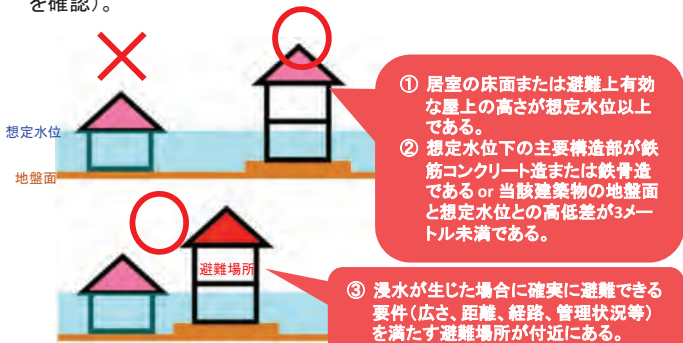 を確認）。
想定水位
地盤面
① 居室の床面または避難上有効
な屋上の高さが想定水位以上
である。
② 想定水位下の主要構造部が鉄
筋コンクリート造または鉄骨造
である or 当該建築物の地盤面
と想定水位との高低差が3メー
トル未満である。
避難場所
③ 浸水が生じた場合に確実に避難できる
要件（広さ、距離、経路、管理状況等）
を満たす避難場所が付近にある。